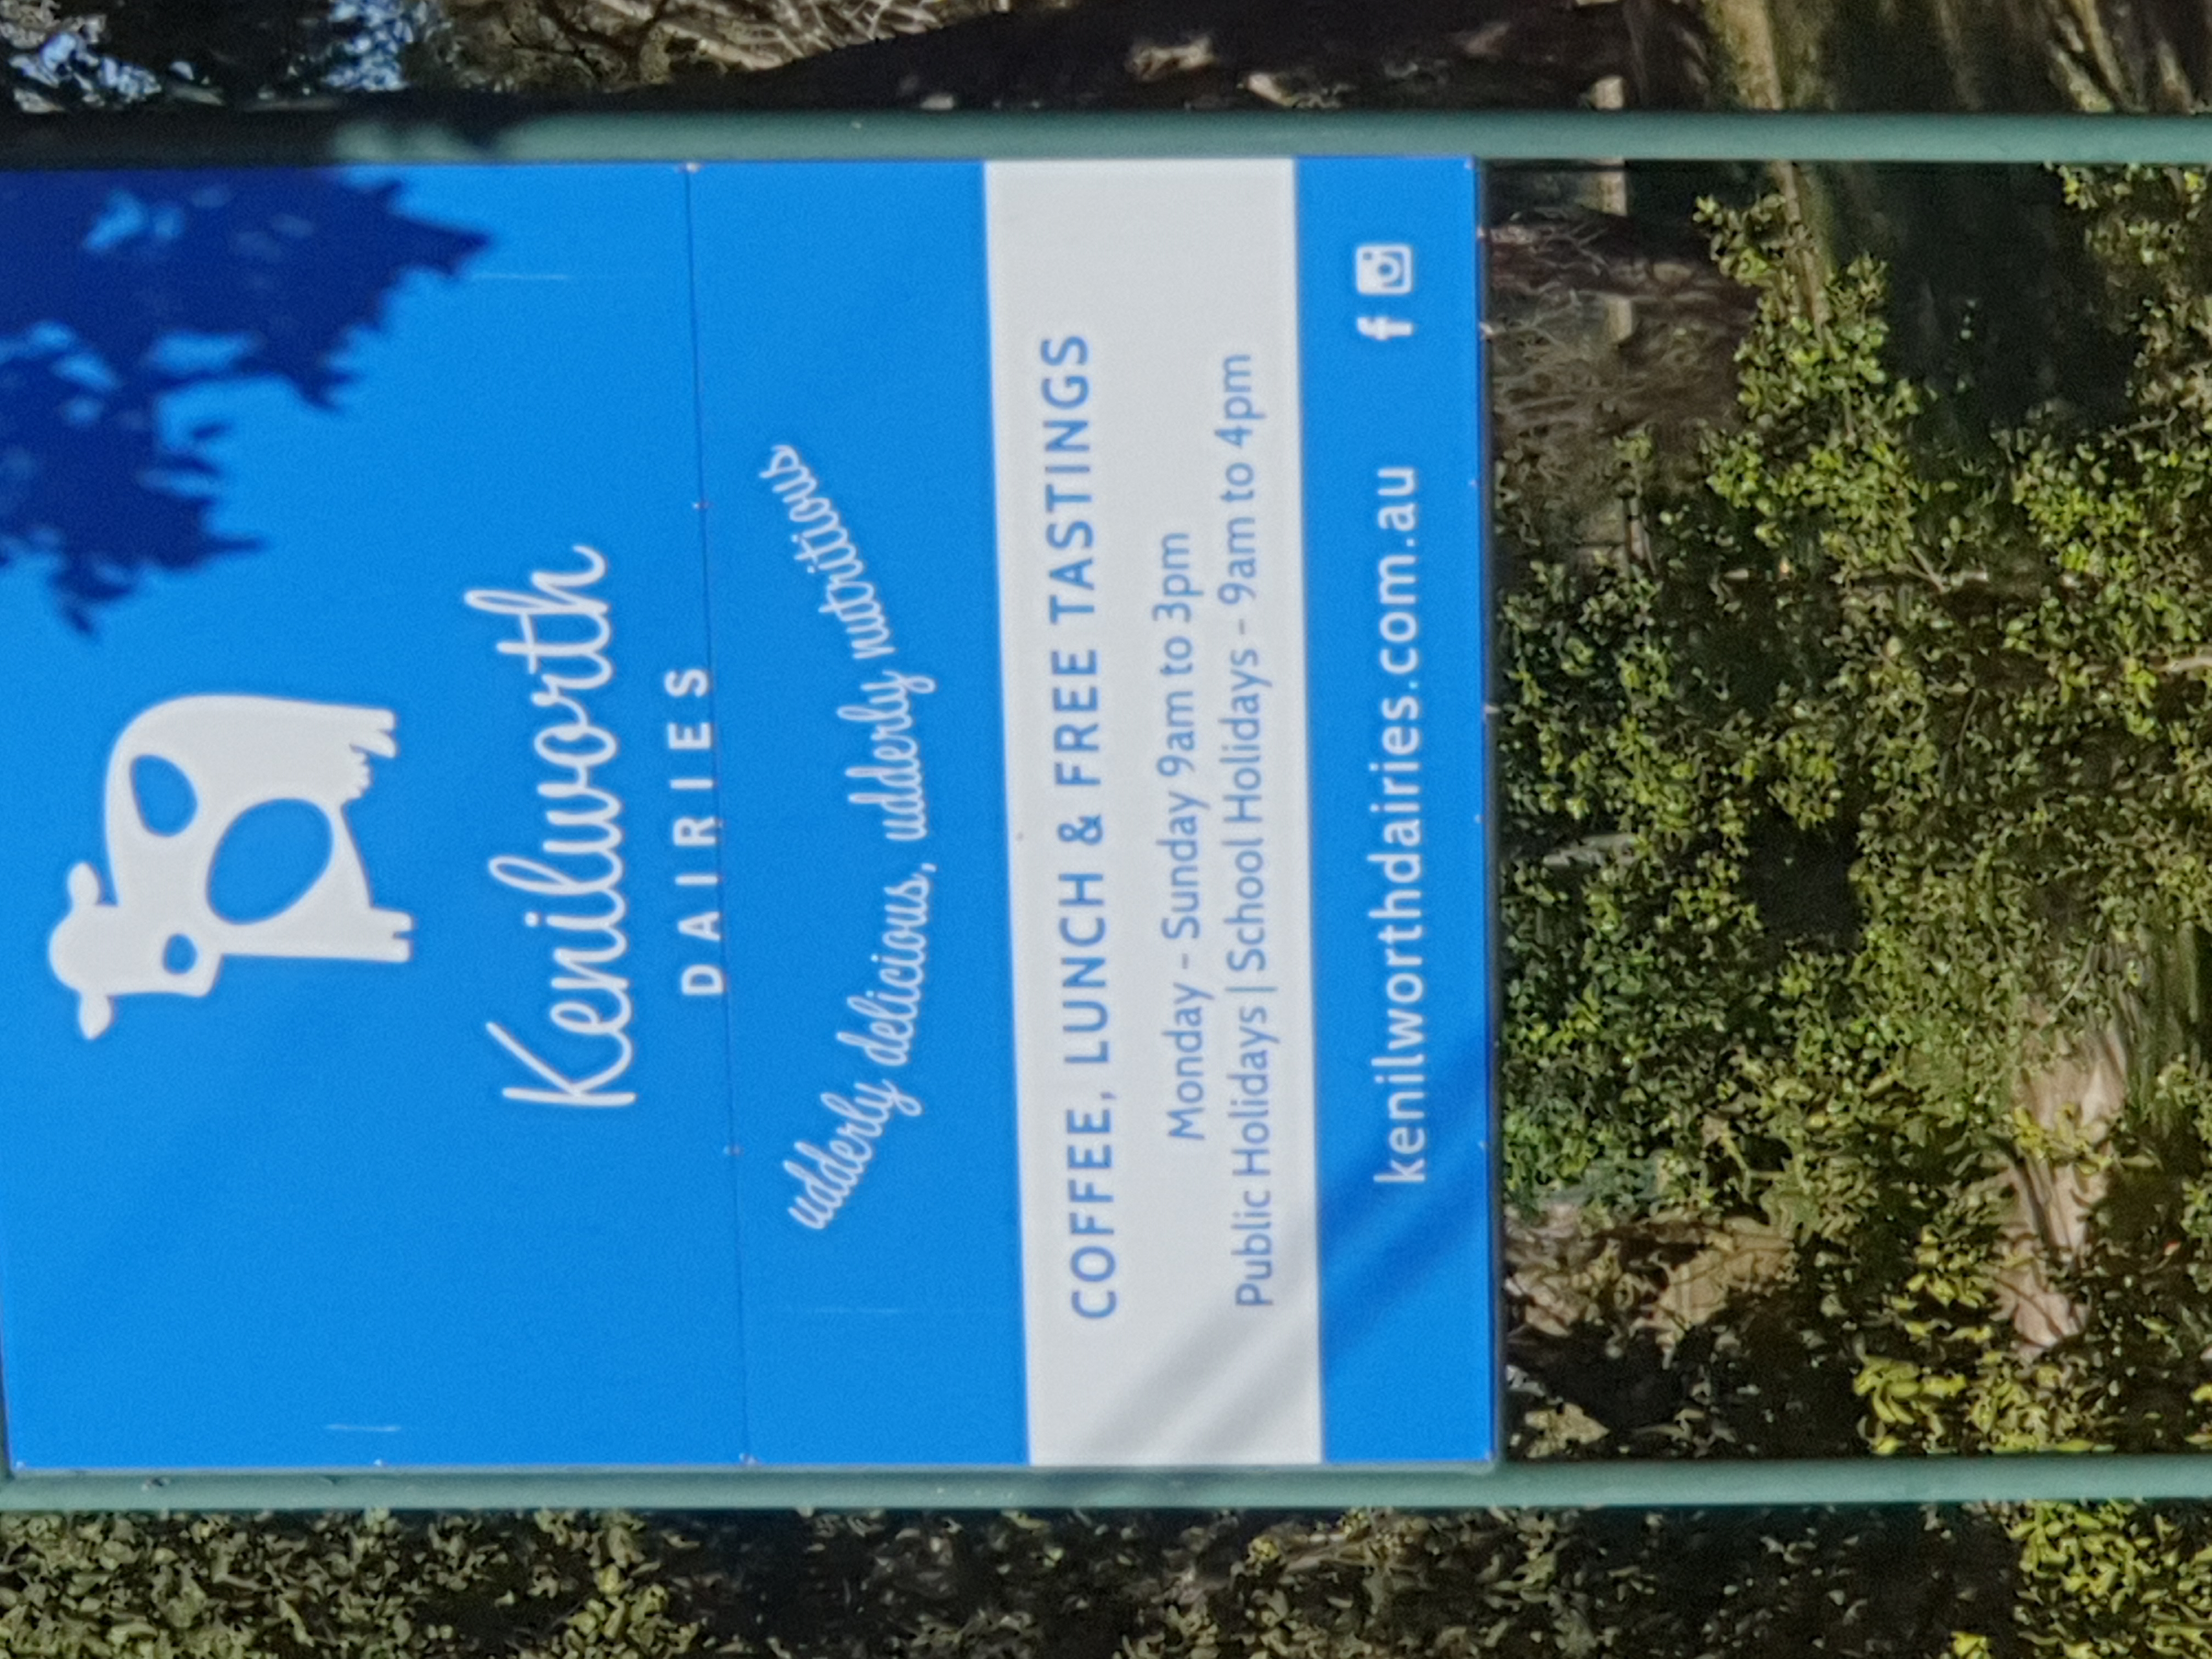 Kenilworth
DAIRIES
udderly delicious, udderly nutritious
COFFEE, LUNCH & FREE TASTINGS
Monday - Sunday 9am to 3pm
Public Holidays | School Holidays - 9am to 4pm
kenilworthdairies.com.au f